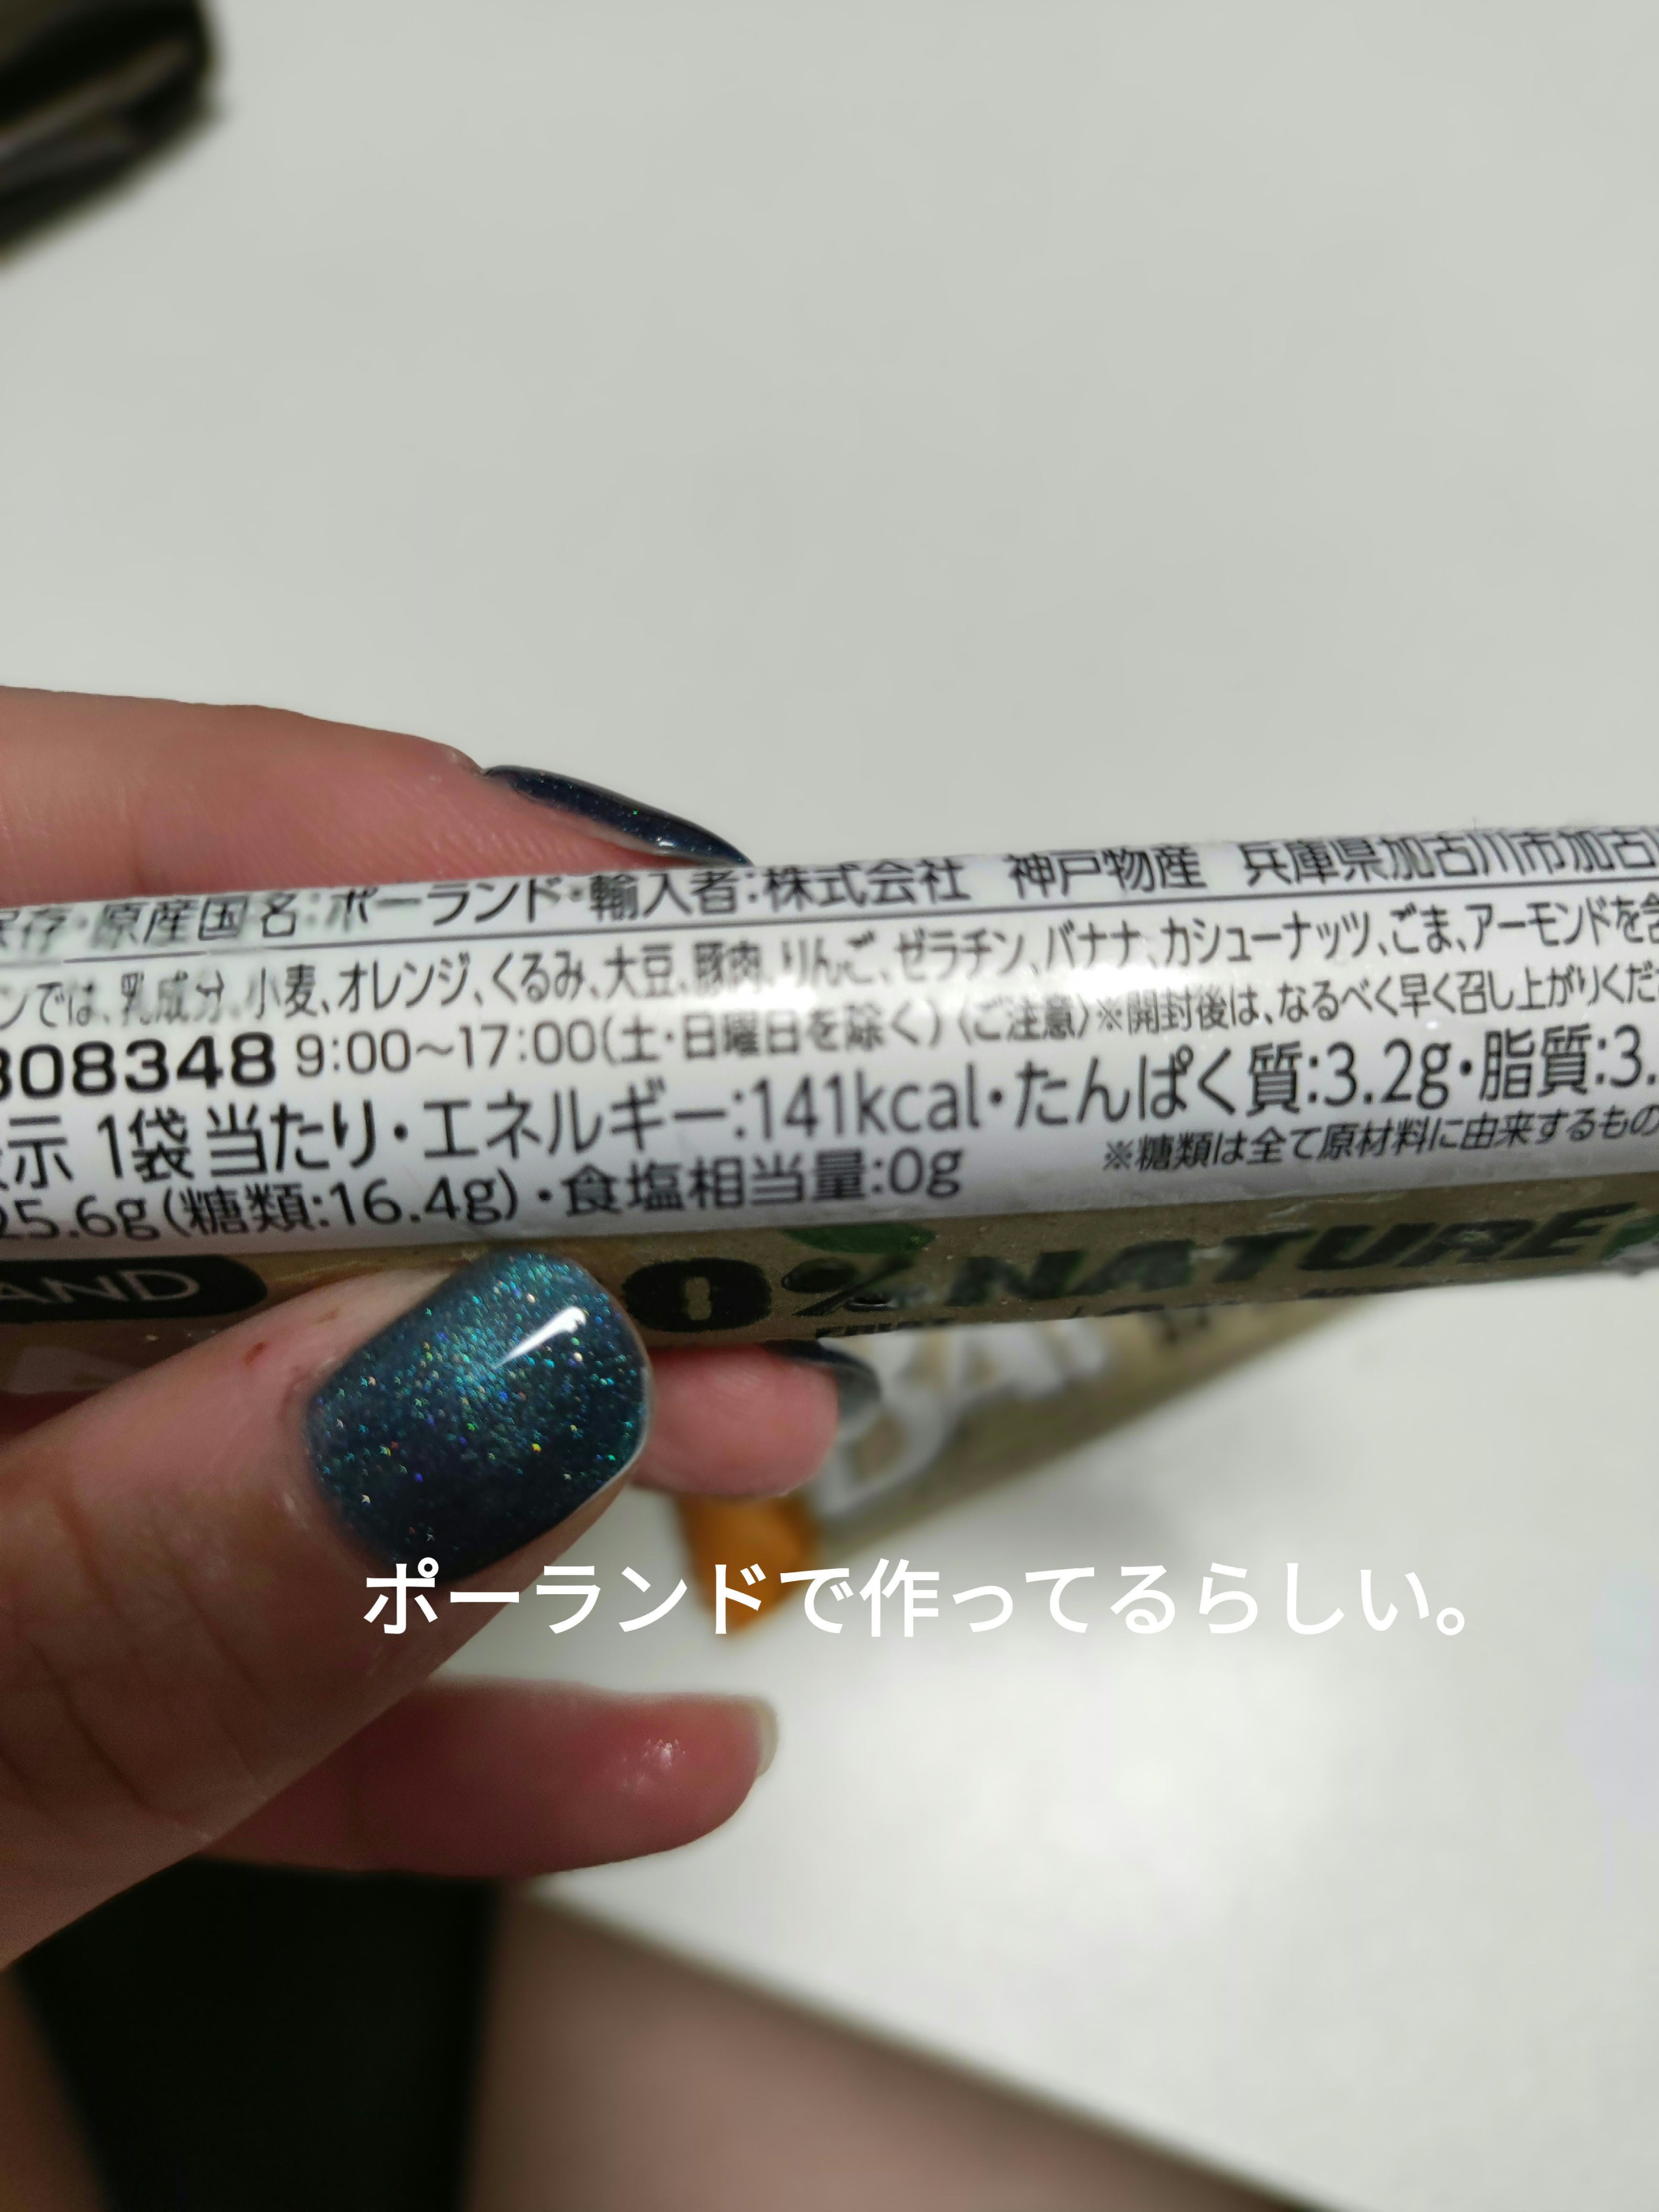 保存・原産国名:ポーランド・輸入者:株式会社 神戸物産 兵庫県加古川市加古川
ンでは、乳成分、小麦、オレンジ、くるみ、大豆、豚肉、りんご、ゼラチン、バナナ、カシューナッツ、ごま、アーモンドを含
808348 9:00～17:00(土・日曜日を除く) 〈ご注意〉※開封後は、なるべく早く召し上がりくださ
示 1袋当たり・エネルギー:141kcal・たんぱく質:3.2g・脂質:3.
25.6g(糖類:16.4g)・食塩相当量:0g ※糖類は全て原材料に由来するもの
AND 0% NATURE
ポーランドで作ってるらしい。